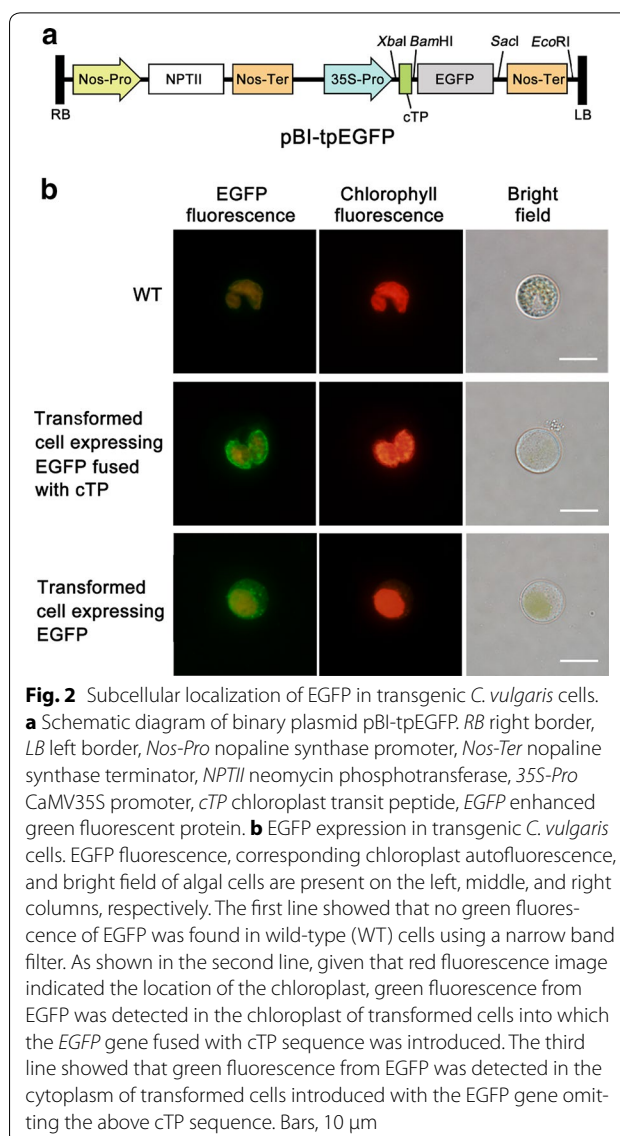 a
XbaI BamHI SacI EcoRI
Nos-Pro NPTII Nos-Ter 35S-Pro EGFP Nos-Ter
RB cTP LB
pBI-tpEGFP
b
EGFP fluorescence
Chlorophyll fluorescence
Bright field
WT
Transformed
cell expressing
EGFP fused
with cTP
Transformed
cell expressing
EGFP
Fig. 2 Subcellular localization of EGFP in transgenic C. vulgaris cells.
a Schematic diagram of binary plasmid pBI-tpEGFP. RB right border,
LB left border, Nos-Pro nopaline synthase promoter, Nos-Ter nopaline
synthase terminator, NPTII neomycin phosphotransferase, 35S-Pro
CaMV35S promoter, cTP chloroplast transit peptide, EGFP enhanced
green fluorescent protein. b EGFP expression in transgenic C. vulgaris
cells. EGFP fluorescence, corresponding chloroplast autofluorescence,
and bright field of algal cells are present on the left, middle, and right
columns, respectively. The first line showed that no green fluores-
cence of EGFP was found in wild-type (WT) cells using a narrow band
filter. As shown in the second line, given that red fluorescence image
indicated the location of the chloroplast, green fluorescence from
EGFP was detected in the chloroplast of transformed cells into which
the EGFP gene fused with cTP sequence was introduced. The third
line showed that green fluorescence from EGFP was detected in the
cytoplasm of transformed cells introduced with the EGFP gene omit-
ting the above cTP sequence. Bars, 10 µm